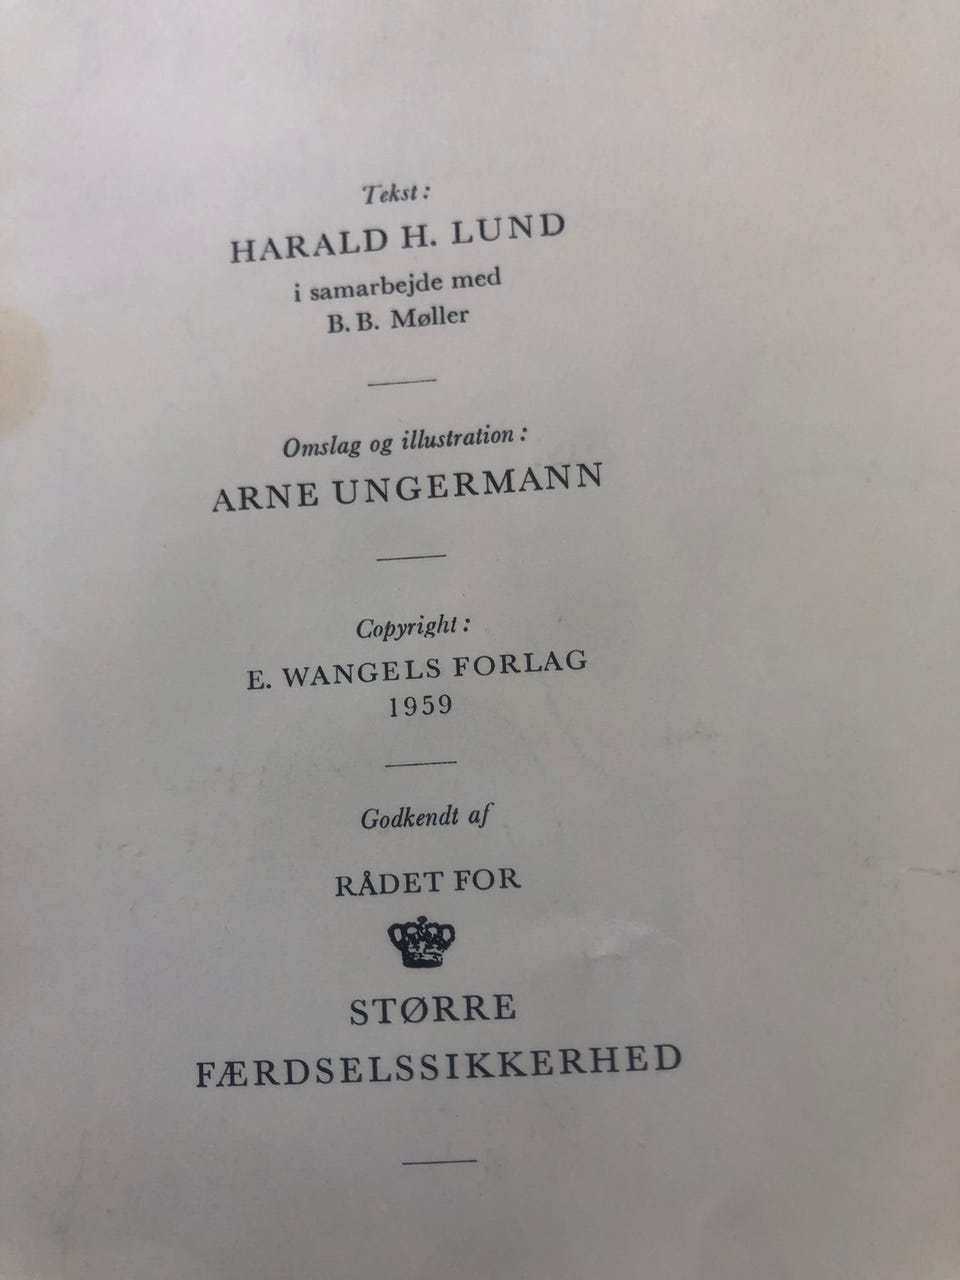 Tekst:
HARALD H. LUND
i samarbejde med
B. B. Møller
Omslag og illustration:
ARNE UNGERMANN
Copyright:
E. WANGELS FORLAG
1959
Godkendt af
RÅDET FOR
STØRRE
FÆRDSELSSIKKERHED